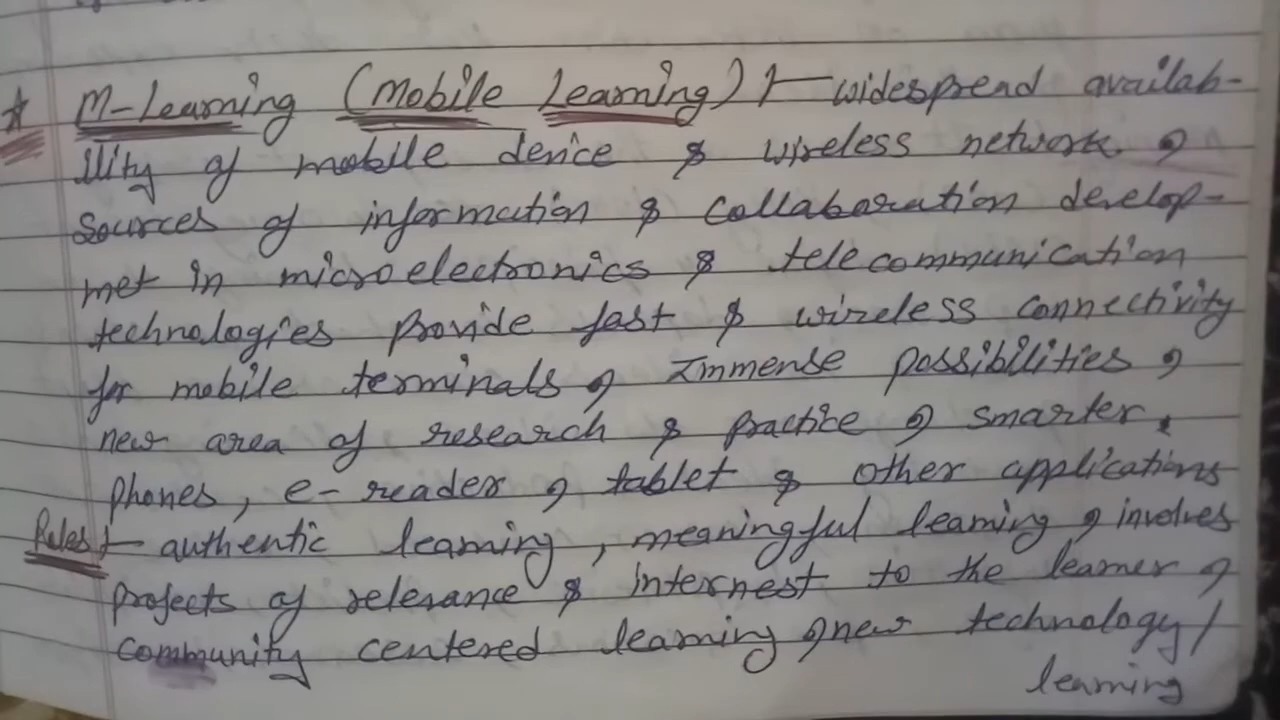 * M-Learning (Mobile Learning) :- widespread availab-
ility of mobile device & wireless network,
Sources of information & collaboration develop-
met in microelectronics & telecommunication
technologies provide fast & wireless connectivity
for mobile terminals, Immense possibilities,
new area of research & practice, smarter
phones, e-reader, tablet & other applications
Roles :- authentic learning, meaningful learning, involves
projects of relevance & internest to the learner,
community centered learning, new technology/
learning